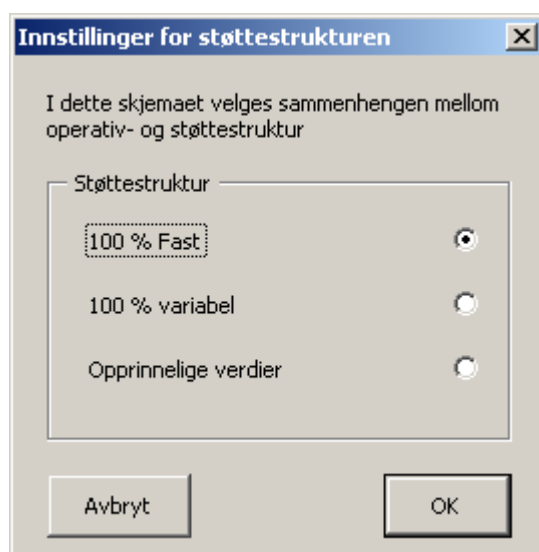 Innstillinger for støttestrukturen
I dette skjemaet velges sammenhengen mellom
operativ- og støttestruktur
Støttestruktur
100 % Fast
100 % variabel
Opprinnelige verdier
Avbryt
OK